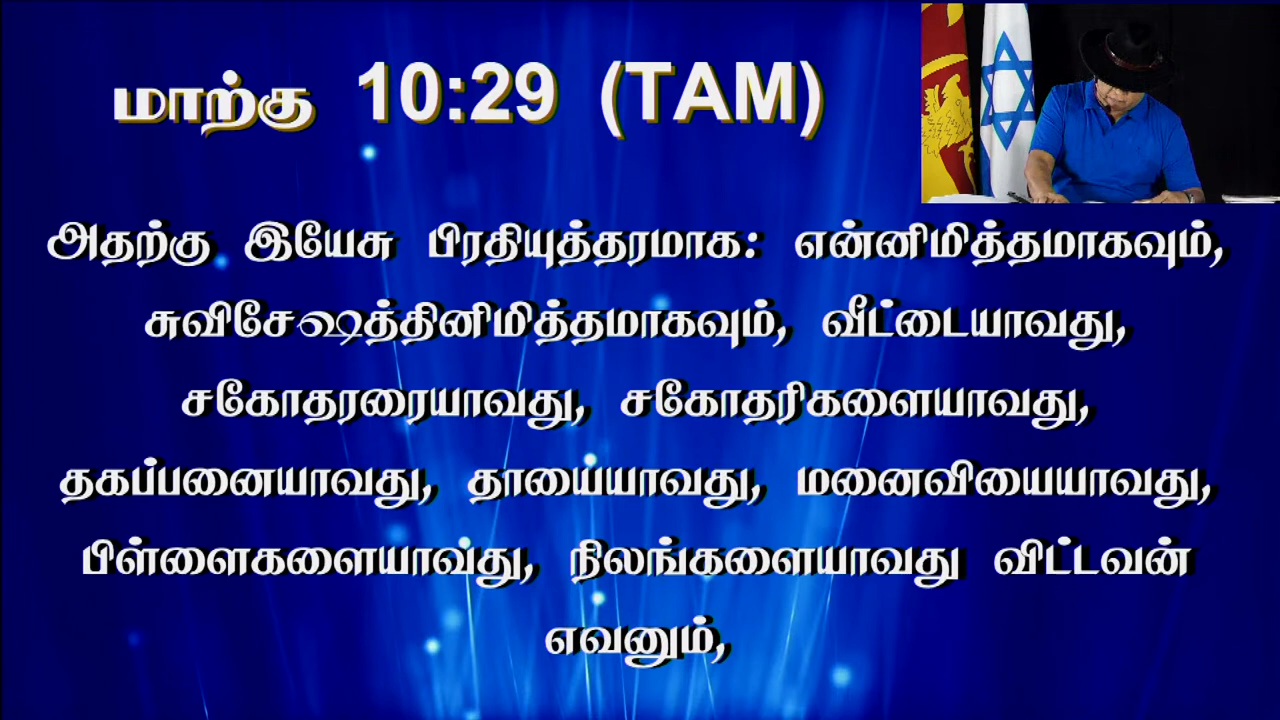 மாற்கு 10:29 (TAM)
அதற்கு இயேசு பிரதியுத்தரமாக: என்னிமித்தமாகவும்,
சுவிசேஷத்தினிமித்தமாகவும், வீட்டையாவது,
சகோதரரையாவது, சகோதரிகளையாவது,
தகப்பனையாவது, தாயையாவது, மனைவியையாவது,
பிள்ளைகளையாவது, நிலங்களையாவது விட்டவன்
எவனும்,